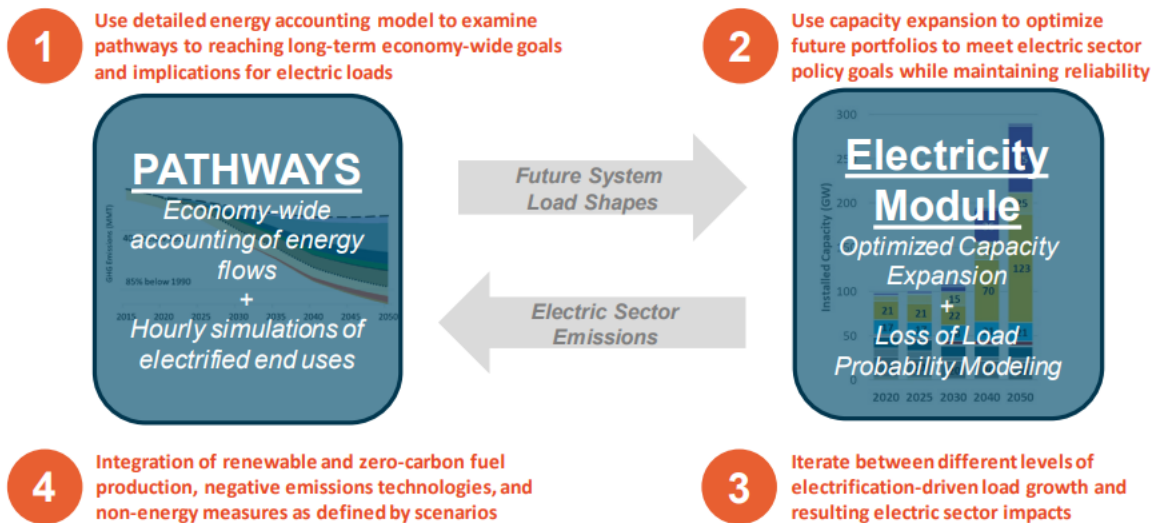 1
Use detailed energy accounting model to examine
pathways to reaching long-term economy-wide goals
and implications for electric loads
2
Use capacity expansion to optimize
future portfolios to meet electric sector
policy goals while maintaining reliability
PATHWAYS
Economy-wide
accounting of energy
flows
+
Hourly simulations of
electrified end uses
GHG Emissions (MMT)
85% below 1990
2015 2020 2025 2030 2035 2040 2045 2050
Future System
Load Shapes
Electric Sector
Emissions
Electricity
Module
Optimized Capacity
Expansion
+
Loss of Load
Probability Modeling
Installed Capacity (GW)
300
200
100
50
0
123
70
15
21 21 22
2020 2025 2030 2040 2050
4
Integration of renewable and zero-carbon fuel
production, negative emissions technologies, and
non-energy measures as defined by scenarios
3
Iterate between different levels of
electrification-driven load growth and
resulting electric sector impacts